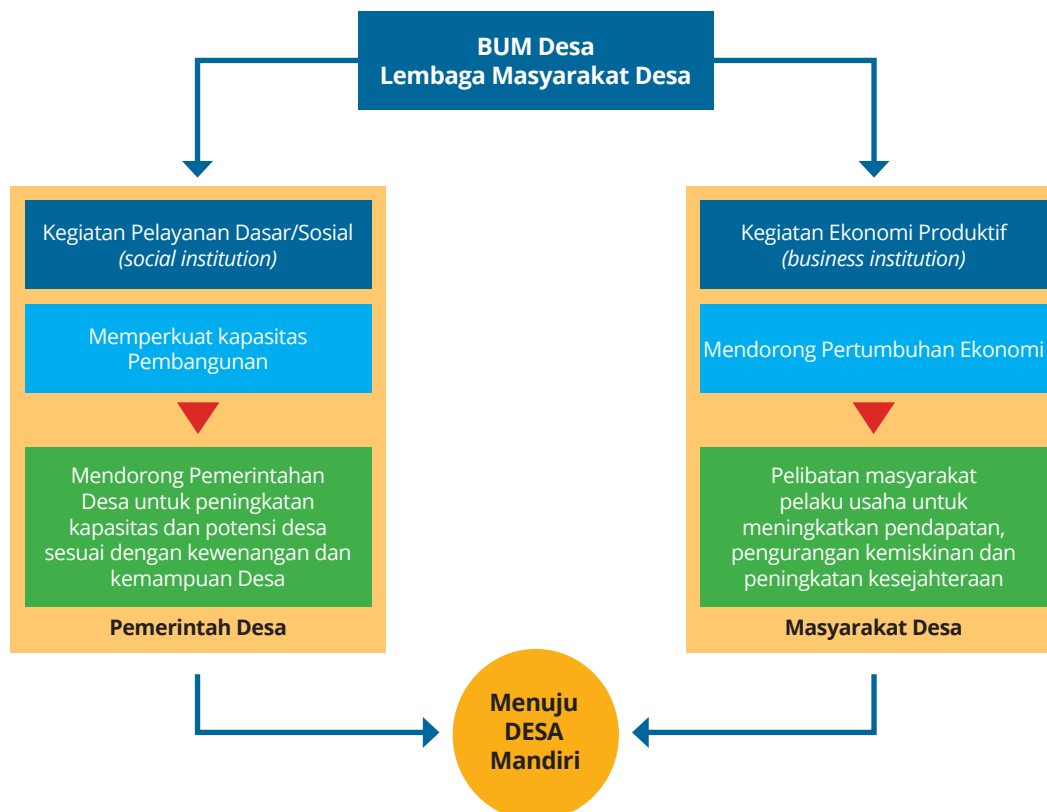 BUM Desa
Lembaga Masyarakat Desa
Kegiatan Pelayanan Dasar/Sosial
(social institution)
Memperkuat kapasitas
Pembangunan
Mendorong Pemerintahan
Desa untuk peningkatan
kapasitas dan potensi desa
sesuai dengan kewenangan dan
kemampuan Desa
Pemerintah Desa
Kegiatan Ekonomi Produktif
(business institution)
Mendorong Pertumbuhan Ekonomi
Pelibatan masyarakat
pelaku usaha untuk
meningkatkan pendapatan,
pengurangan kemiskinan dan
peningkatan kesejahteraan
Masyarakat Desa
Menuju
DESA
Mandiri